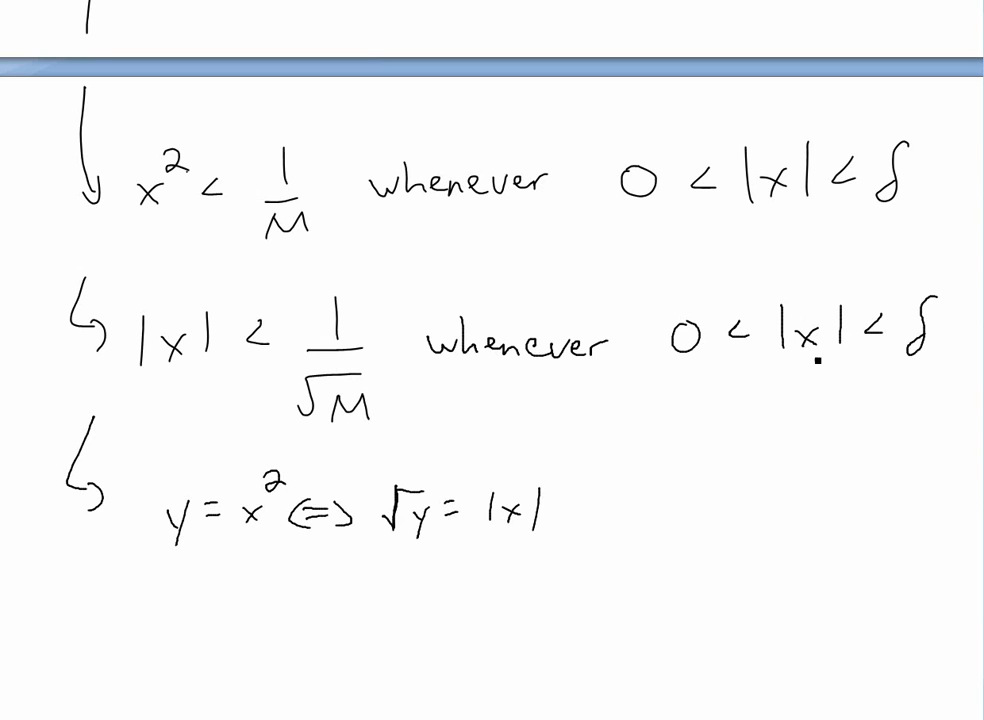 x² < 1/M whenever 0 < |x| < δ
|x| < 1/√M whenever 0 < |x| < δ
y = x² ⟺ √y = |x|